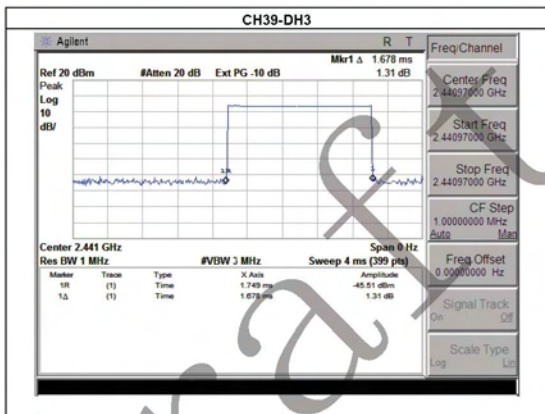 CH39-DH3
Agilent R T
Mkr1 Δ 1.678 ms
Ref 20 dBm #Atten 20 dB Ext PG -10 dB 1.31 dB
Peak
Log
10
dB/
1R
Center 2.441 GHz Span 0 Hz
Res BW 1 MHz #VBW 3 MHz Sweep 4 ms (399 pts)
Marker Trace Type X Axis Amplitude
1R (1) Time 1.749 ms -45.51 dBm
1Δ (1) Time 1.678 ms 1.31 dB
Freq/Channel
Center Freq
2.44097000 GHz
Start Freq
2.44097000 GHz
Stop Freq
2.44097000 GHz
CF Step
1.00000000 MHz
Auto Man
Freq Offset
0.00000000 Hz
Signal Track
On Off
Scale Type
Log Lin